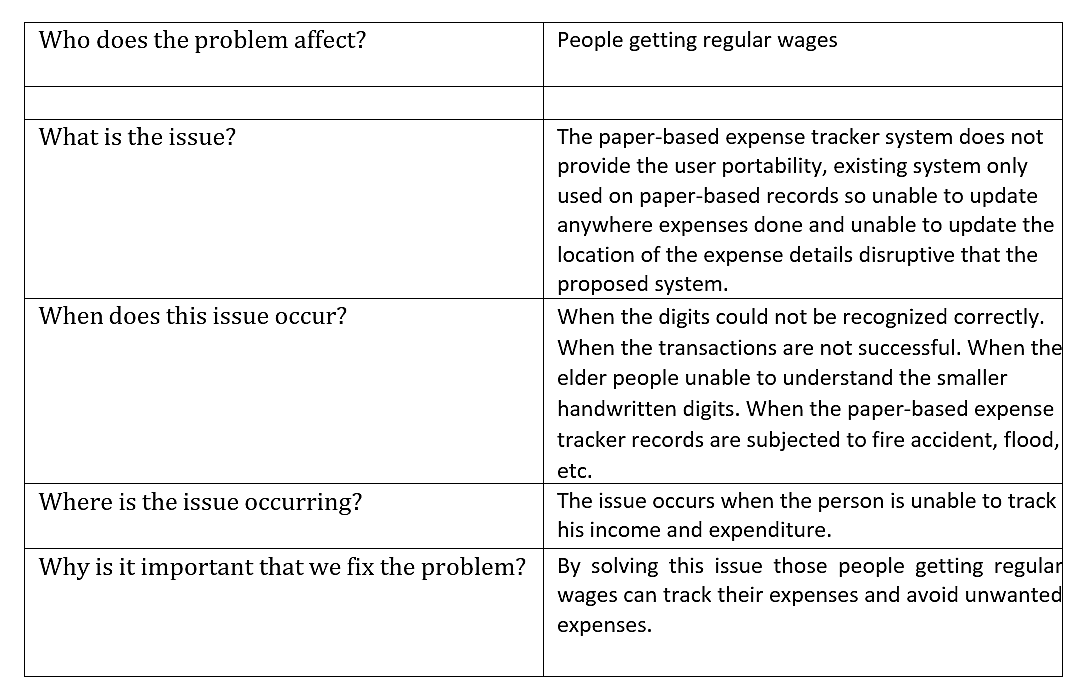 Who does the problem affect?
People getting regular wages
What is the issue?
The paper-based expense tracker system does not
provide the user portability, existing system only
used on paper-based records so unable to update
anywhere expenses done and unable to update the
location of the expense details disruptive that the
proposed system.
When does this issue occur?
When the digits could not be recognized correctly.
When the transactions are not successful. When the
elder people unable to understand the smaller
handwritten digits. When the paper-based expense
tracker records are subjected to fire accident, flood,
etc.
Where is the issue occurring?
The issue occurs when the person is unable to track
his income and expenditure.
Why is it important that we fix the problem?
By solving this issue those people getting regular
wages can track their expenses and avoid unwanted
expenses.